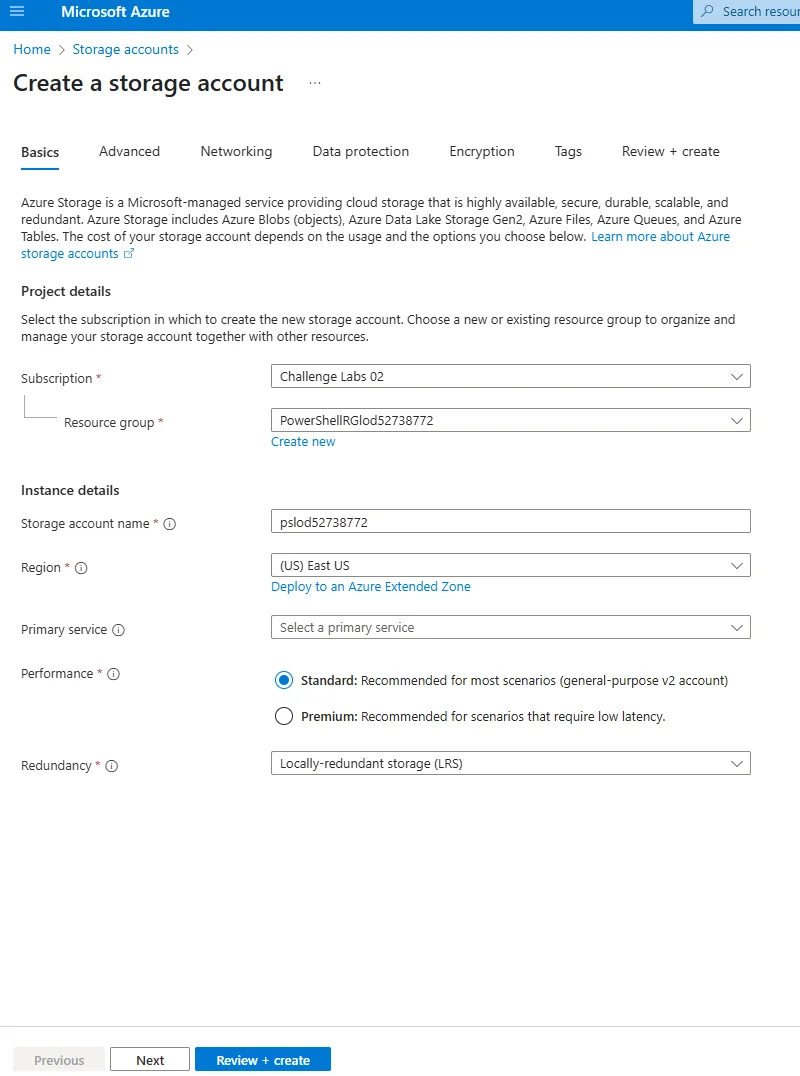 Microsoft Azure
Search resour
Home > Storage accounts >
Create a storage account ...
Basics Advanced Networking Data protection Encryption Tags Review + create
Azure Storage is a Microsoft-managed service providing cloud storage that is highly available, secure, durable, scalable, and
redundant. Azure Storage includes Azure Blobs (objects), Azure Data Lake Storage Gen2, Azure Files, Azure Queues, and Azure
Tables. The cost of your storage account depends on the usage and the options you choose below. Learn more about Azure
storage accounts
Project details
Select the subscription in which to create the new storage account. Choose a new or existing resource group to organize and
manage your storage account together with other resources.
Subscription * Challenge Labs 02
Resource group * PowerShellRGlod52738772
Create new
Instance details
Storage account name * pslod52738772
Region * (US) East US
Deploy to an Azure Extended Zone
Primary service Select a primary service
Performance * Standard: Recommended for most scenarios (general-purpose v2 account)
Premium: Recommended for scenarios that require low latency.
Redundancy * Locally-redundant storage (LRS)
Previous Next Review + create